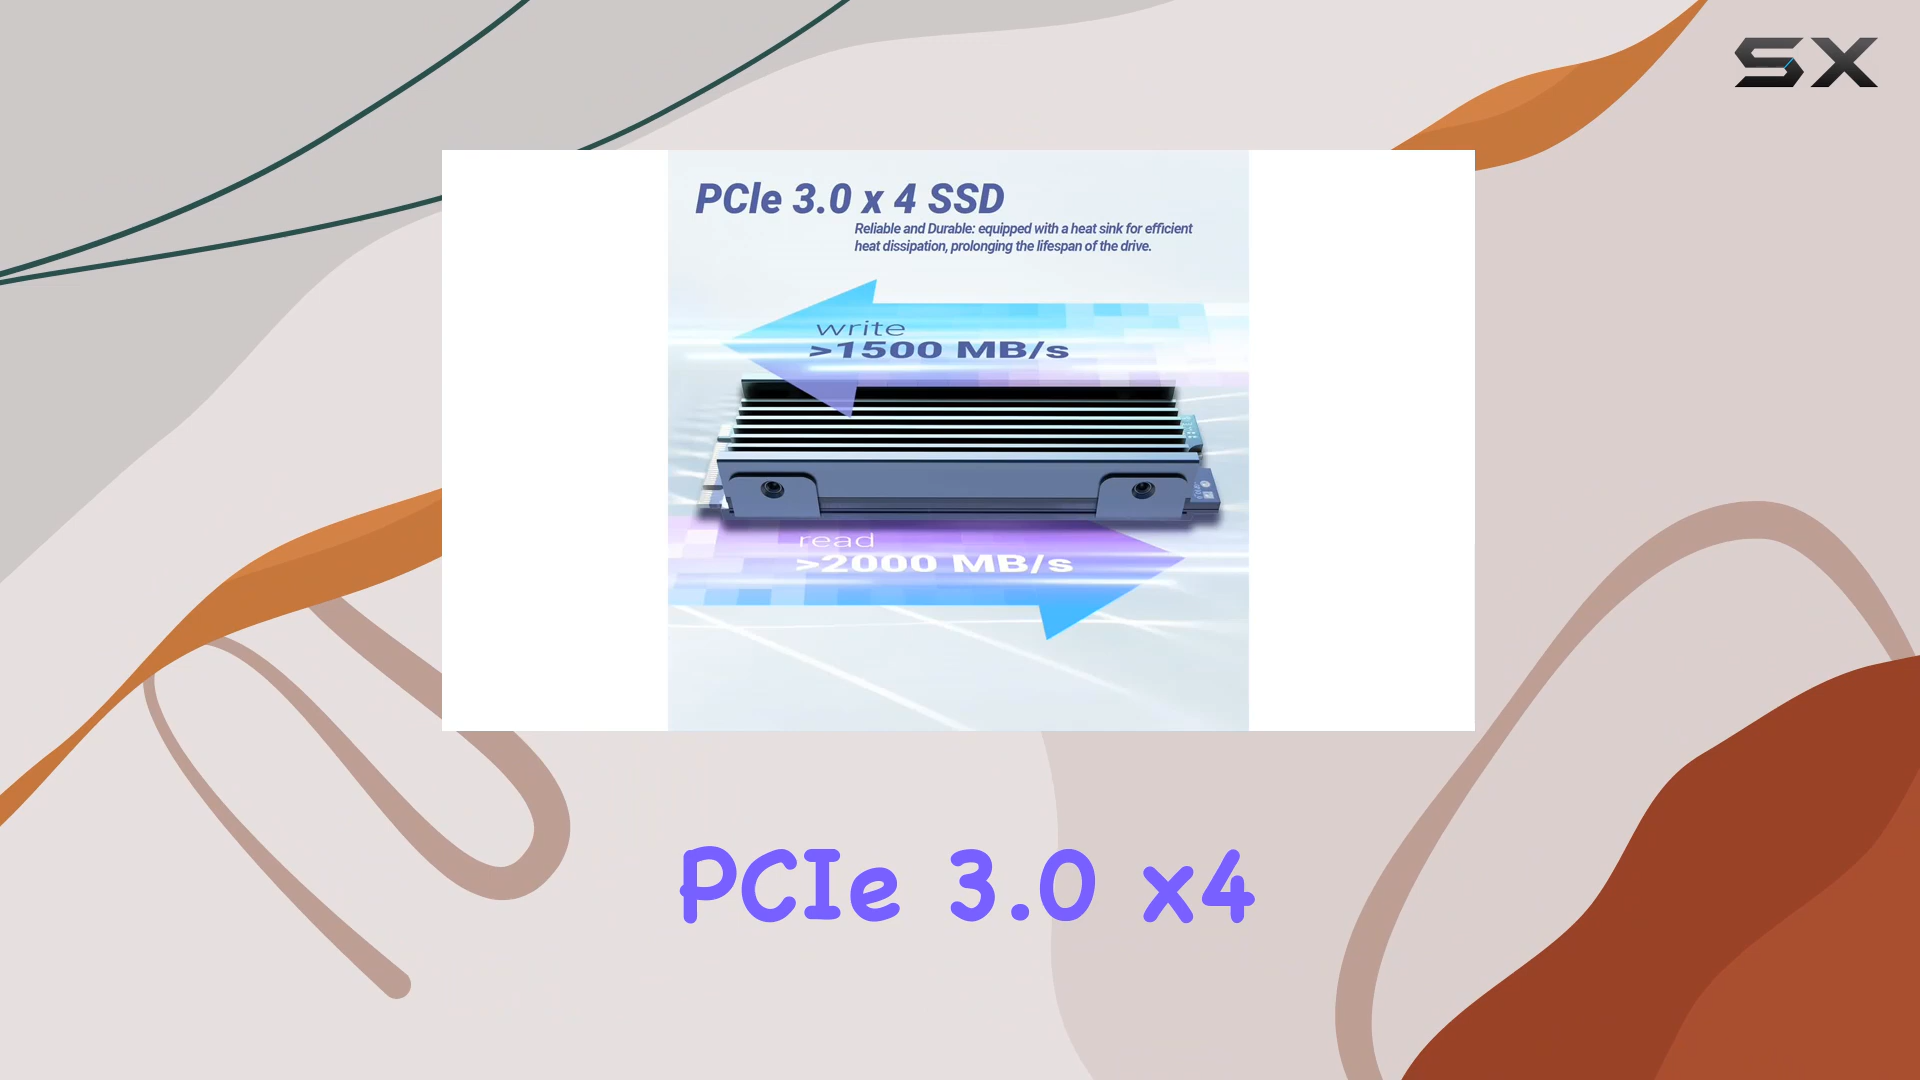 SX
PCle 3.0 x 4 SSD
Reliable and Durable: equipped with a heat sink for efficient
heat dissipation, prolonging the lifespan of the drive.
write
>1500 MB/s
read
>2000 MB/s
PCIe 3.0 x4